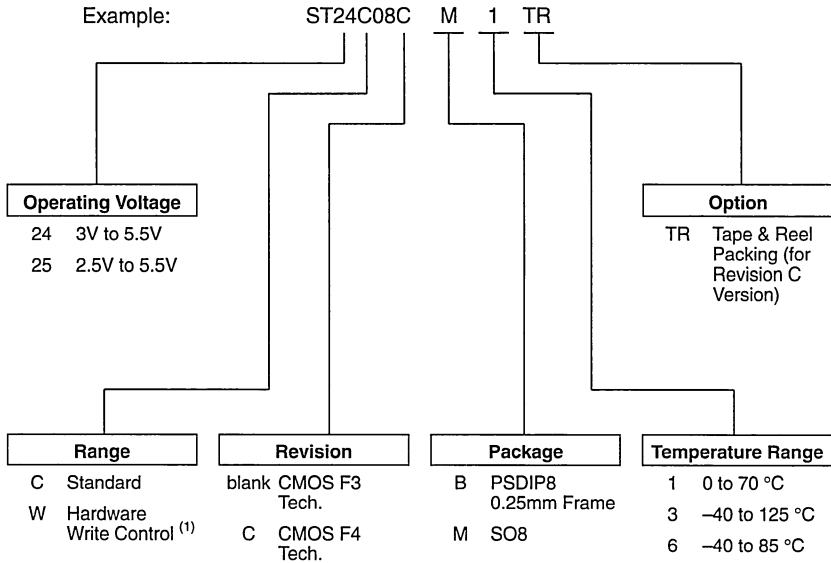 Example: ST24C08C M 1 TR
Operating Voltage
24 3V to 5.5V
25 2.5V to 5.5V
Option
TR Tape & Reel
Packing (for
Revision C
Version)
Range
C Standard
W Hardware
Write Control (1)
Revision
blank CMOS F3
Tech.
C CMOS F4
Tech.
Package
B PSDIP8
0.25mm Frame
M SO8
Temperature Range
1 0 to 70 °C
3 –40 to 125 °C
6 –40 to 85 °C